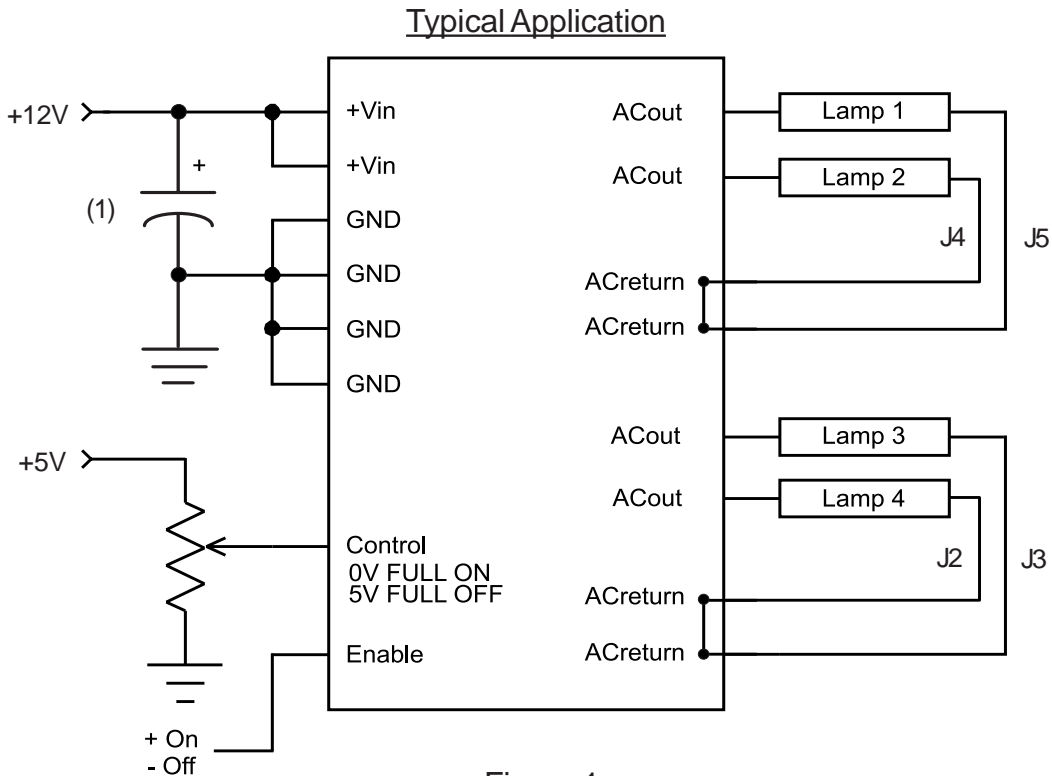 Typical Application
+12V
+
(1)
+Vin
+Vin
GND
GND
GND
GND
+5V
Control
0V FULL ON
5V FULL OFF
Enable
+ On
- Off
ACout
Lamp 1
ACout
Lamp 2
J4
J5
ACreturn
ACreturn
ACout
Lamp 3
ACout
Lamp 4
J2
J3
ACreturn
ACreturn